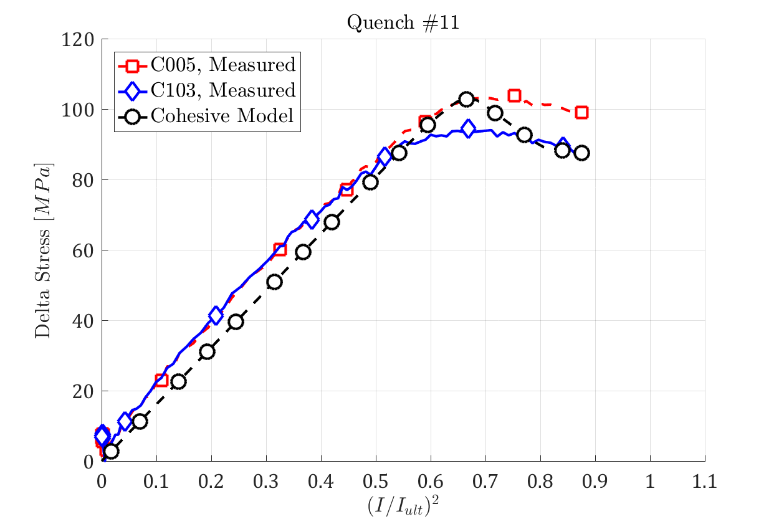 Quench #11
120
100
80
60
40
20
0
Delta Stress [MPa]
C005, Measured
C103, Measured
Cohesive Model
0 0.1 0.2 0.3 0.4 0.5 0.6 0.7 0.8 0.9 1 1.1
(I/I_ult)²